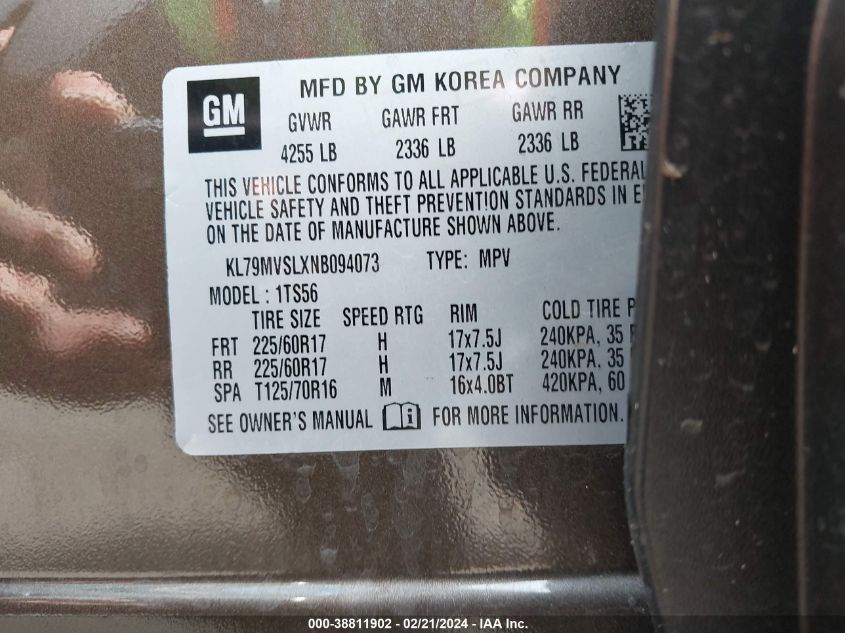 GM
MFD BY GM KOREA COMPANY
GVWR GAWR FRT GAWR RR
4255 LB 2336 LB 2336 LB
THIS VEHICLE CONFORMS TO ALL APPLICABLE U.S. FEDERAL
VEHICLE SAFETY AND THEFT PREVENTION STANDARDS IN
ON THE DATE OF MANUFACTURE SHOWN ABOVE.
KL79MVSLXNB094073 TYPE: MPV
MODEL : 1TS56
TIRE SIZE SPEED RTG RIM COLD TIRE
FRT 225/60R17 H 17x7.5J 240KPA, 35
RR 225/60R17 H 17x7.5J 240KPA, 35
SPA T125/70R16 M 16x4.0BT 420KPA, 60
SEE OWNER'S MANUAL i FOR MORE INFORMATION.
000-38811902 - 02/21/2024 - IAA Inc.